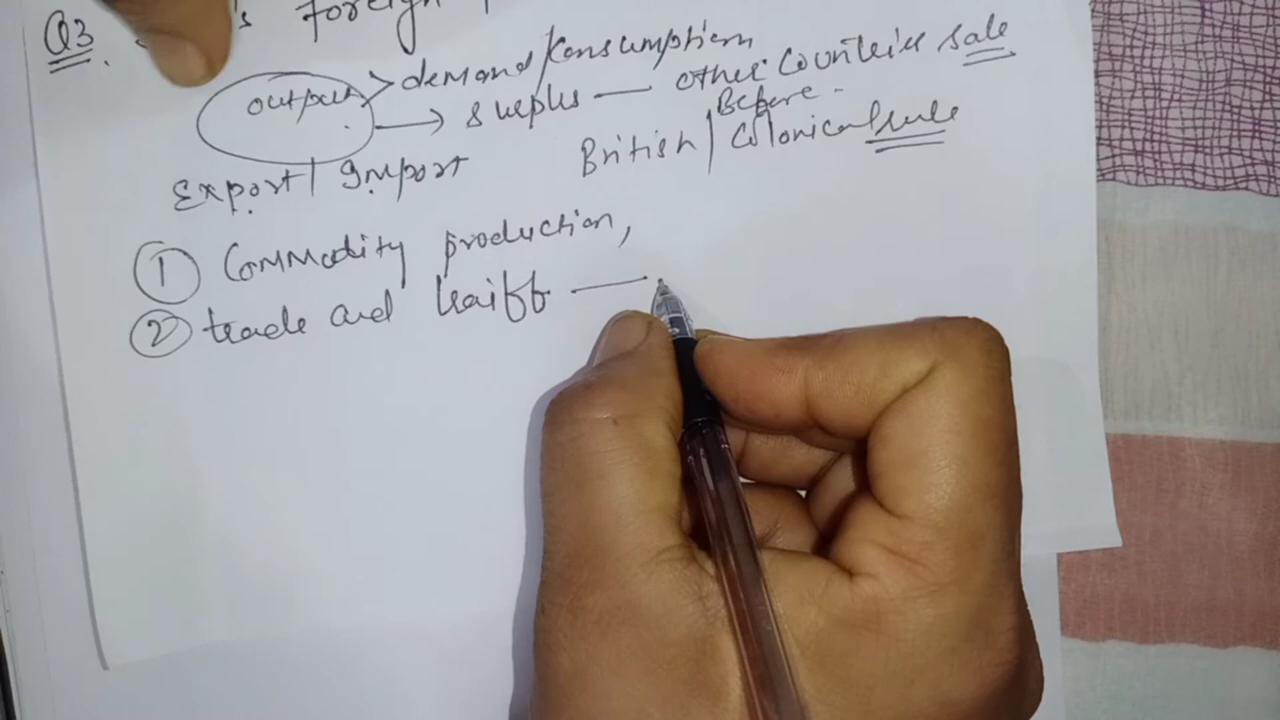 Q3. 's Foreign
output > demand/consumption
→ surplus — other countries sale
Export / Import British / Before Colonical rule
① Commodity production,
② trade and traiff —